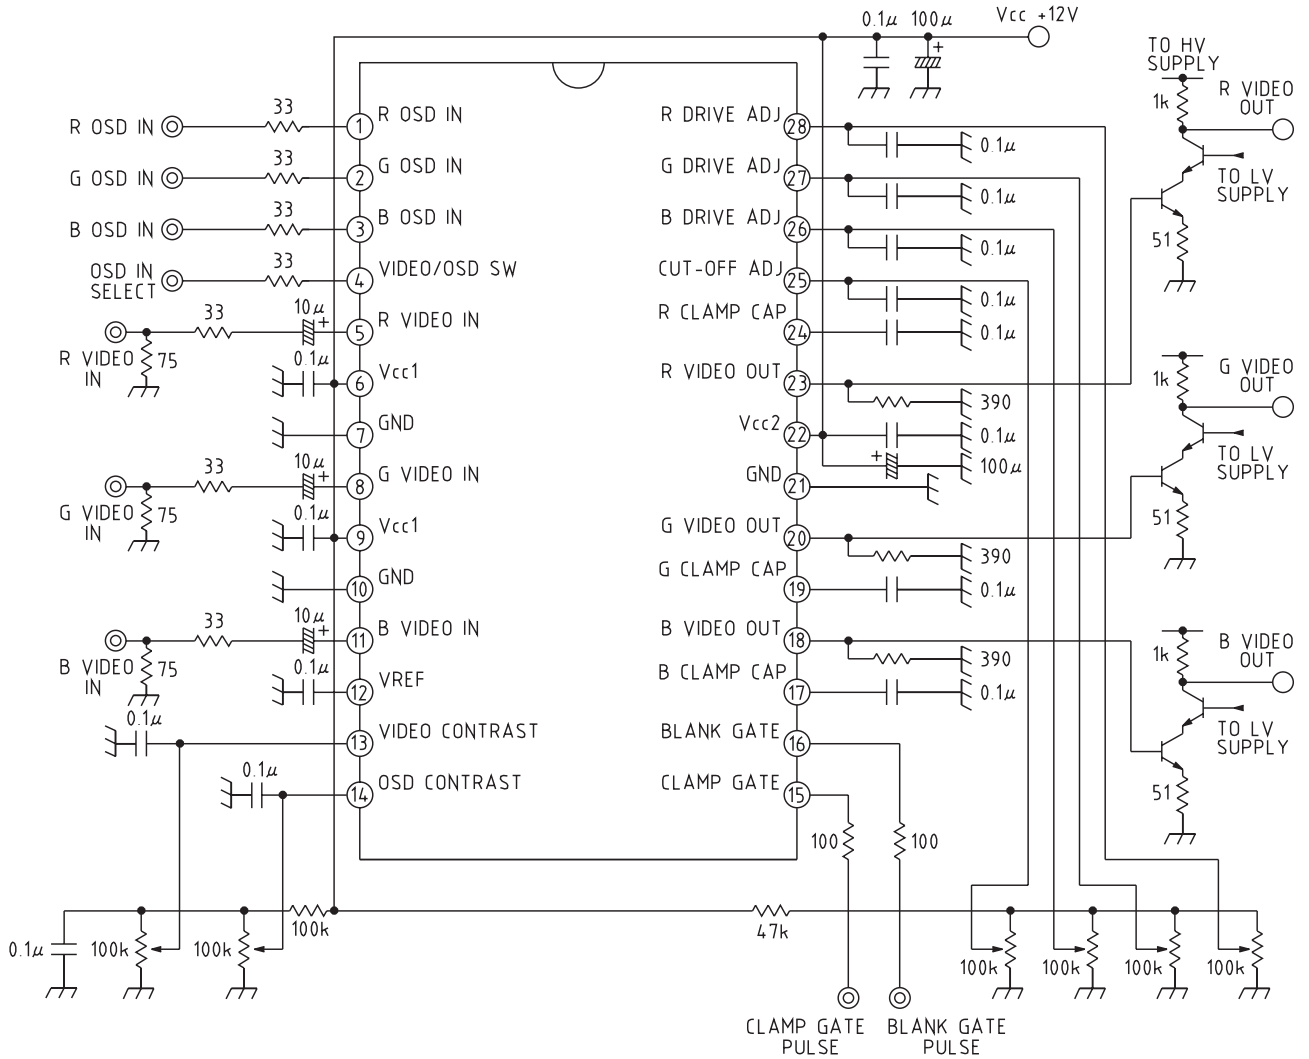 0.1μ
100μ
+
Vcc +12V
TO HV
SUPPLY
1k
R VIDEO
OUT
TO LV
SUPPLY
51
R OSD IN
33
1
R OSD IN
G OSD IN
33
2
G OSD IN
B OSD IN
33
3
B OSD IN
OSD IN
SELECT
33
4
VIDEO/OSD SW
R VIDEO
IN
75
33
10μ
+
5
R VIDEO IN
0.1μ
6
Vcc1
7
GND
G VIDEO
IN
75
33
10μ
+
8
G VIDEO IN
0.1μ
9
Vcc1
10
GND
B VIDEO
IN
75
33
10μ
+
11
B VIDEO IN
0.1μ
12
VREF
0.1μ
13
VIDEO CONTRAST
0.1μ
14
OSD CONTRAST
R DRIVE ADJ
28
0.1μ
G DRIVE ADJ
27
0.1μ
B DRIVE ADJ
26
0.1μ
CUT-OFF ADJ
25
0.1μ
R CLAMP CAP
24
0.1μ
R VIDEO OUT
23
390
Vcc2
22
0.1μ
+
100μ
GND
21
G VIDEO OUT
20
390
G CLAMP CAP
19
0.1μ
B VIDEO OUT
18
390
B CLAMP CAP
17
0.1μ
BLANK GATE
16
CLAMP GATE
15
100
100
1k
G VIDEO
OUT
TO LV
SUPPLY
51
1k
B VIDEO
OUT
TO LV
SUPPLY
51
0.1μ
100k
100k
100k
47k
100k
100k
100k
100k
CLAMP GATE
PULSE
BLANK GATE
PULSE